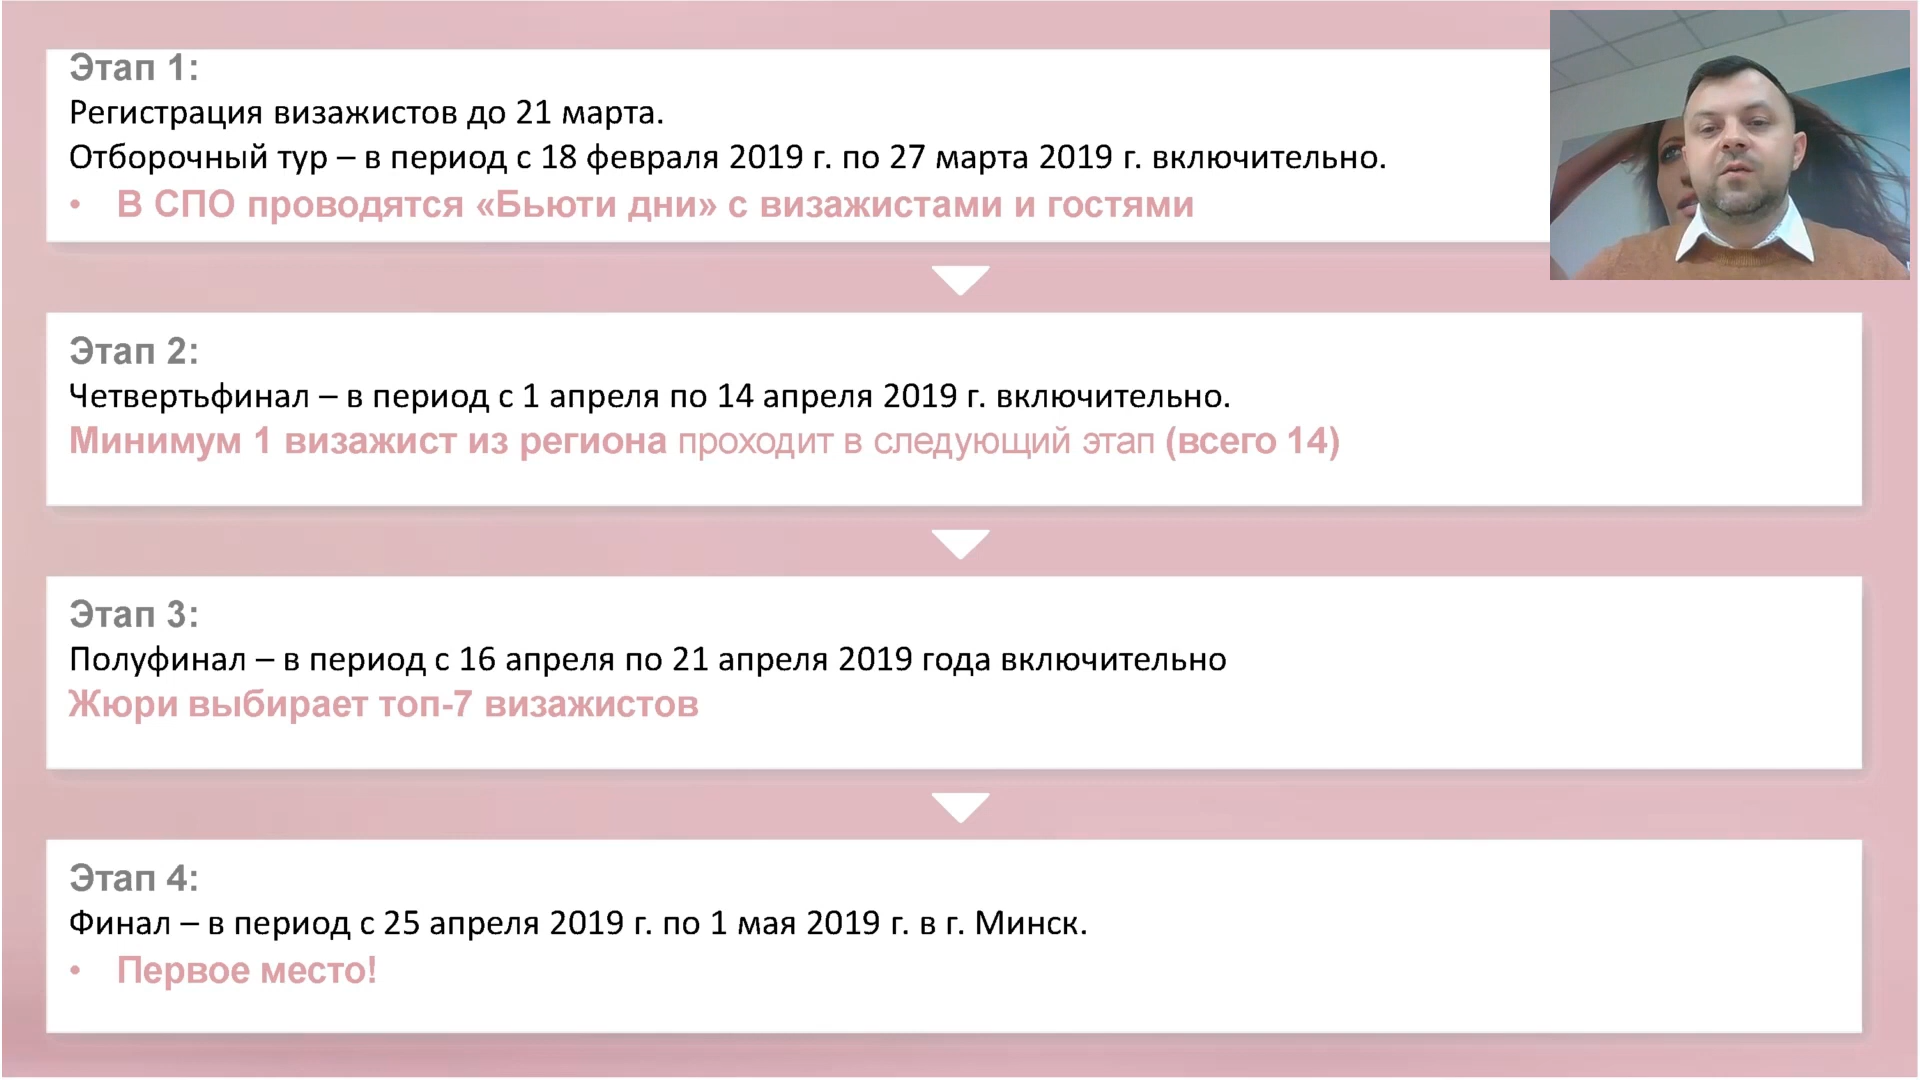 Этап 1:
Регистрация визажистов до 21 марта.
Отборочный тур – в период с 18 февраля 2019 г. по 27 марта 2019 г. включительно.
• В СПО проводятся «Бьюти дни» с визажистами и гостями
Этап 2:
Четвертьфинал – в период с 1 апреля по 14 апреля 2019 г. включительно.
Минимум 1 визажист из региона проходит в следующий этап (всего 14)
Этап 3:
Полуфинал – в период с 16 апреля по 21 апреля 2019 года включительно
Жюри выбирает топ-7 визажистов
Этап 4:
Финал – в период с 25 апреля 2019 г. по 1 мая 2019 г. в г. Минск.
• Первое место!